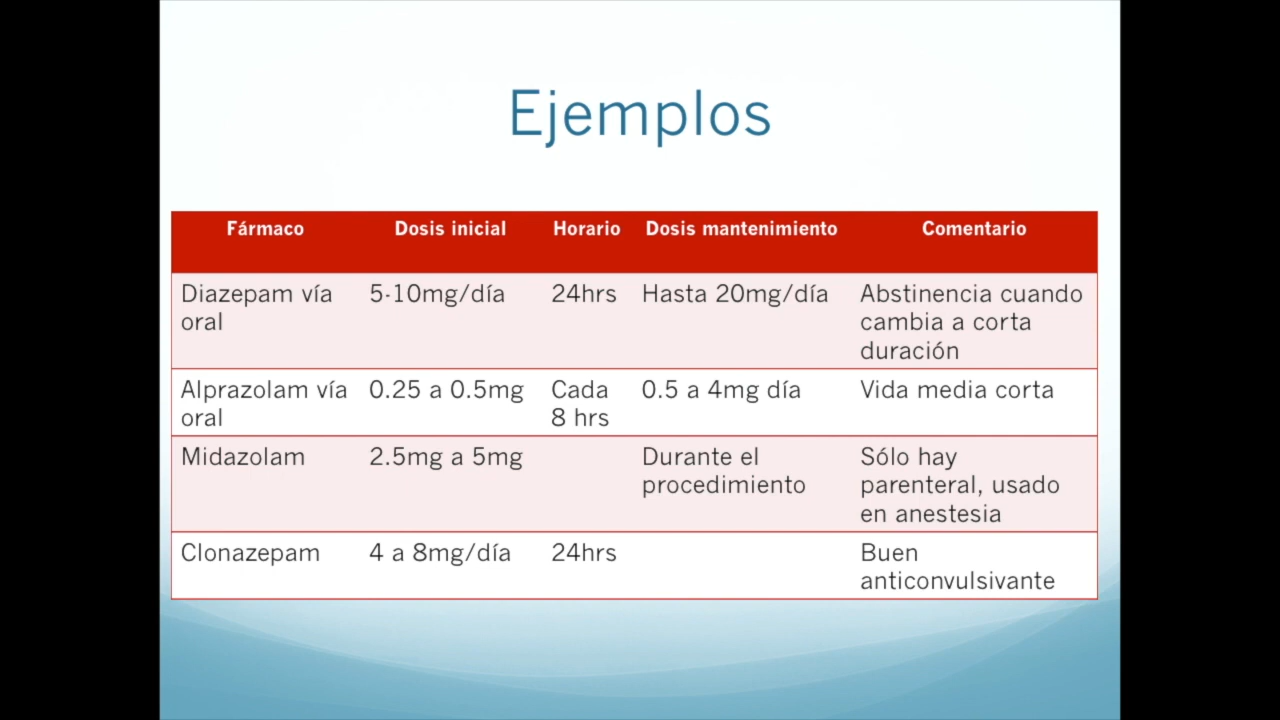 Ejemplos
Fármaco Dosis inicial Horario Dosis mantenimiento Comentario
Diazepam vía oral 5-10mg/día 24hrs Hasta 20mg/día Abstinencia cuando cambia a corta duración
Alprazolam vía oral 0.25 a 0.5mg Cada 8 hrs 0.5 a 4mg día Vida media corta
Midazolam 2.5mg a 5mg Durante el procedimiento Sólo hay parenteral, usado en anestesia
Clonazepam 4 a 8mg/día 24hrs Buen anticonvulsivante